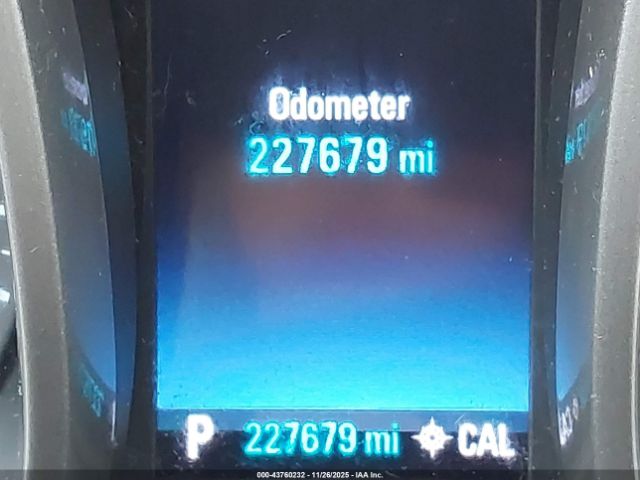 Odometer
227679 mi
P 227679 mi CAL
000-43760232 - 11/26/2025 - IAA Inc.